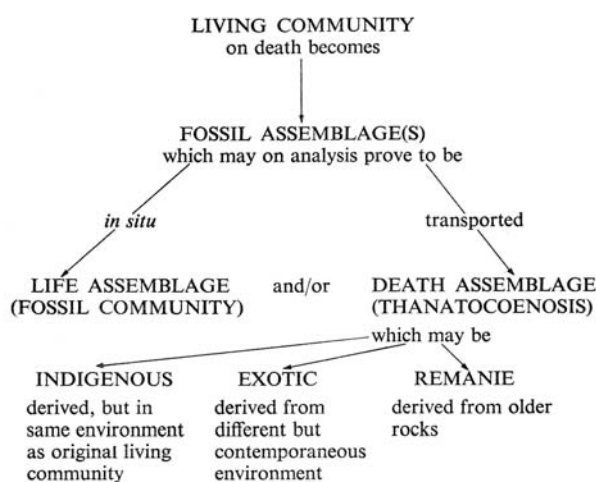 LIVING COMMUNITY
on death becomes
FOSSIL ASSEMBLAGE(S)
which may on analysis prove to be
in situ
transported
LIFE ASSEMBLAGE
(FOSSIL COMMUNITY)
and/or
DEATH ASSEMBLAGE
(THANATOCOENOSIS)
which may be
INDIGENOUS
derived, but in
same environment
as original living
community
EXOTIC
derived from
different but
contemporaneous
environment
REMANIE
derived from older
rocks